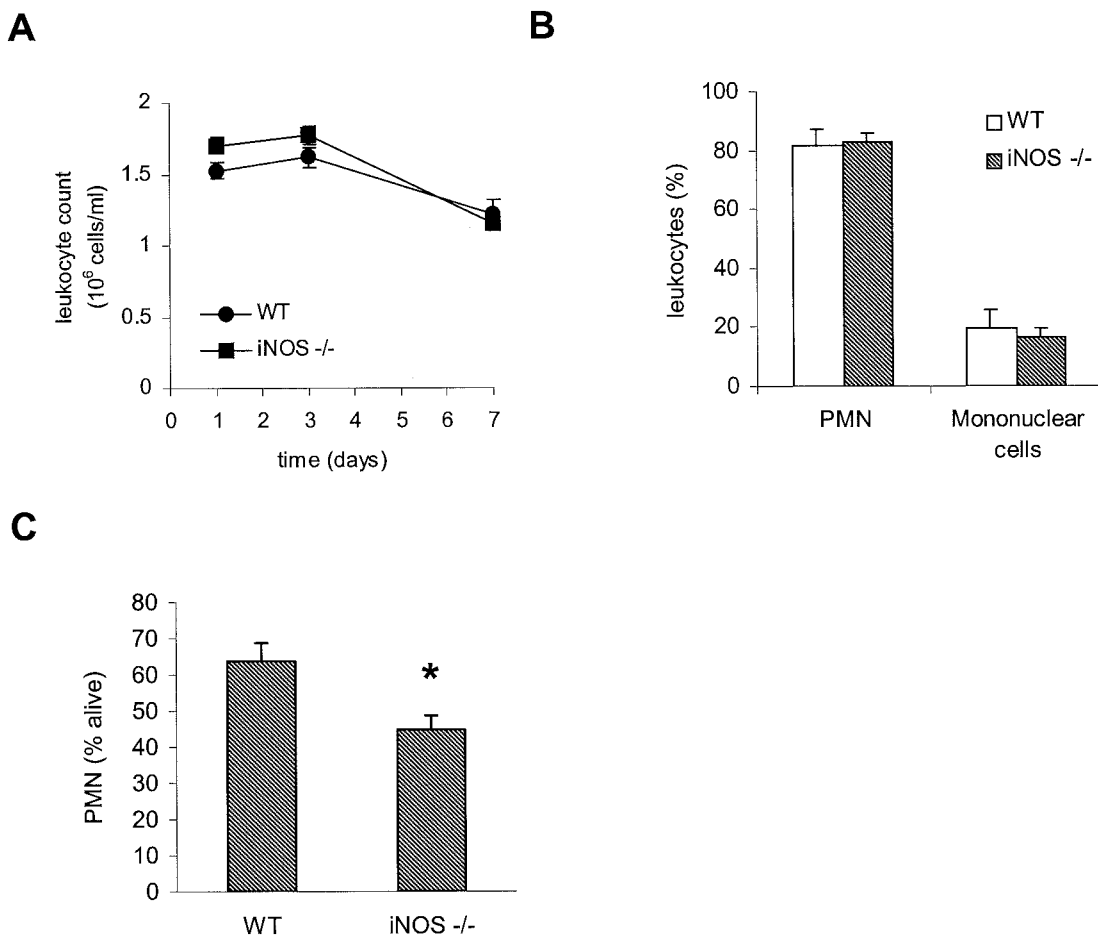 A
2
1.5
1
0.5
0
leukocyte count
(10⁶ cells/ml)
WT
iNOS -/-
0 1 2 3 4 5 6 7
time (days)
B
100
80
60
40
20
0
leukocytes (%)
WT
iNOS -/-
PMN
Mononuclear
cells
C
80
70
60
50
40
30
20
10
0
PMN (% alive)
*
WT
iNOS -/-